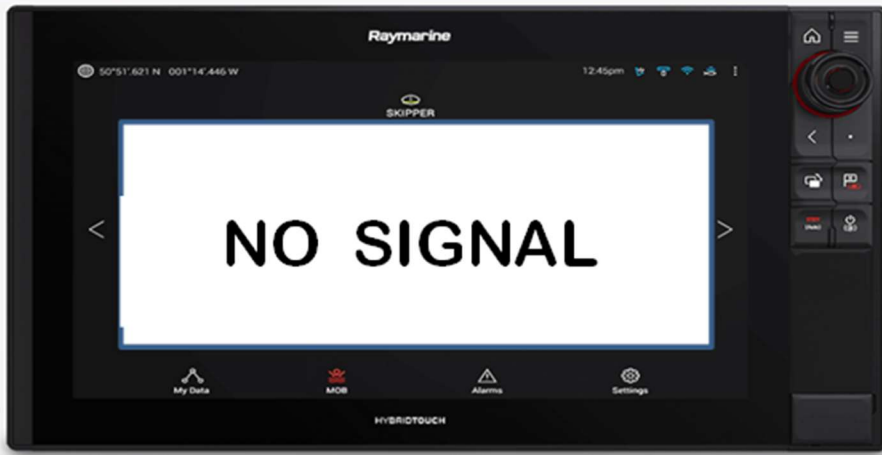 Raymarine
50°51'.621 N 001°14'.446 W 12:45pm
SKIPPER
NO SIGNAL
My Data MOB Alarms Settings
HYBRIDTOUCH